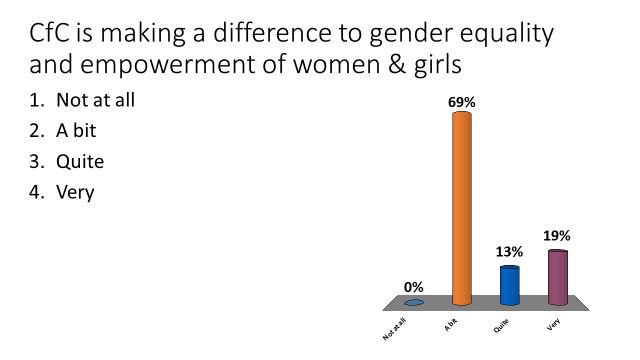 CfC is making a difference to gender equality
and empowerment of women & girls
1. Not at all
2. A bit
3. Quite
4. Very
69%
19%
13%
0%
Not at all
A bit
Quite
Very